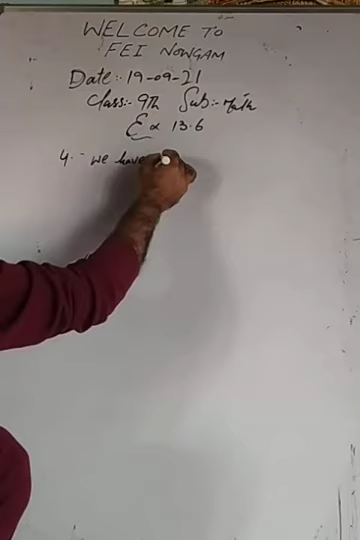 WELCOME TO
FEI NOWGAM
Date:- 19-09-21
Class:- 9Th Sub:- Math
Ex 13.6
4:- we have